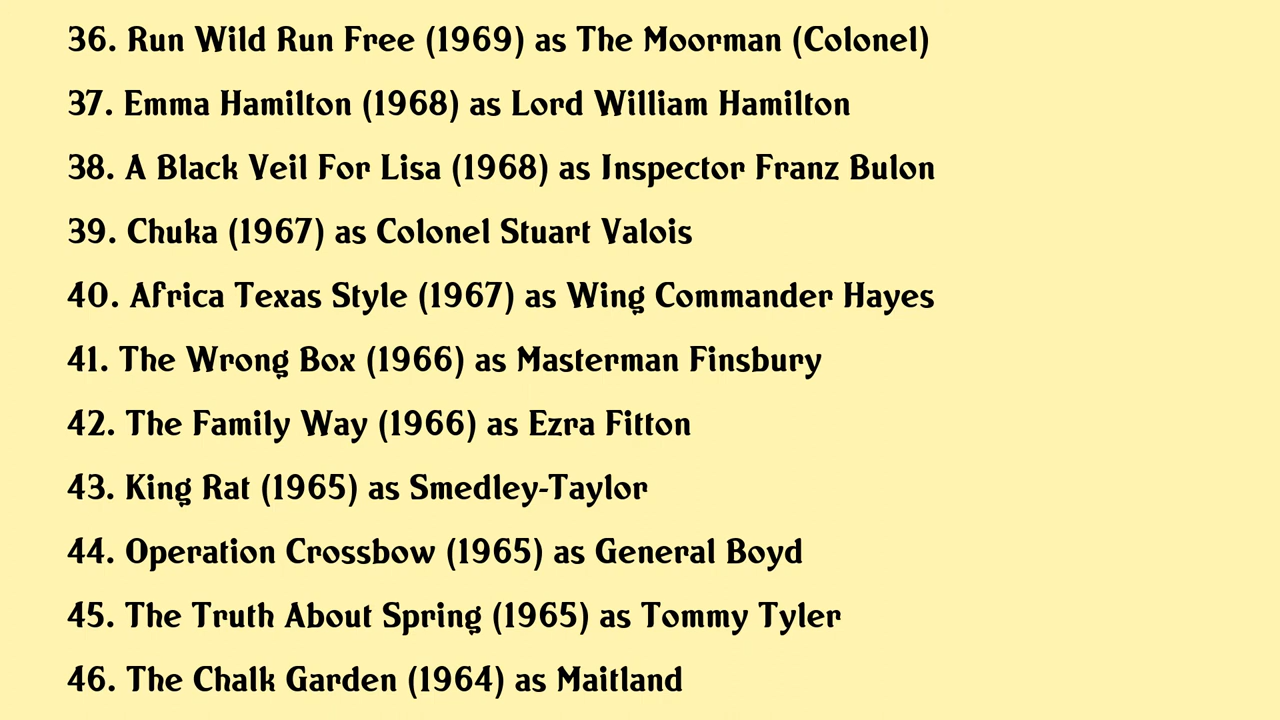 36. Run Wild Run Free (1969) as The Moorman (Colonel)
37. Emma Hamilton (1968) as Lord William Hamilton
38. A Black Veil For Lisa (1968) as Inspector Franz Bulon
39. Chuka (1967) as Colonel Stuart Valois
40. Africa Texas Style (1967) as Wing Commander Hayes
41. The Wrong Box (1966) as Masterman Finsbury
42. The Family Way (1966) as Ezra Fitton
43. King Rat (1965) as Smedley-Taylor
44. Operation Crossbow (1965) as General Boyd
45. The Truth About Spring (1965) as Tommy Tyler
46. The Chalk Garden (1964) as Maitland